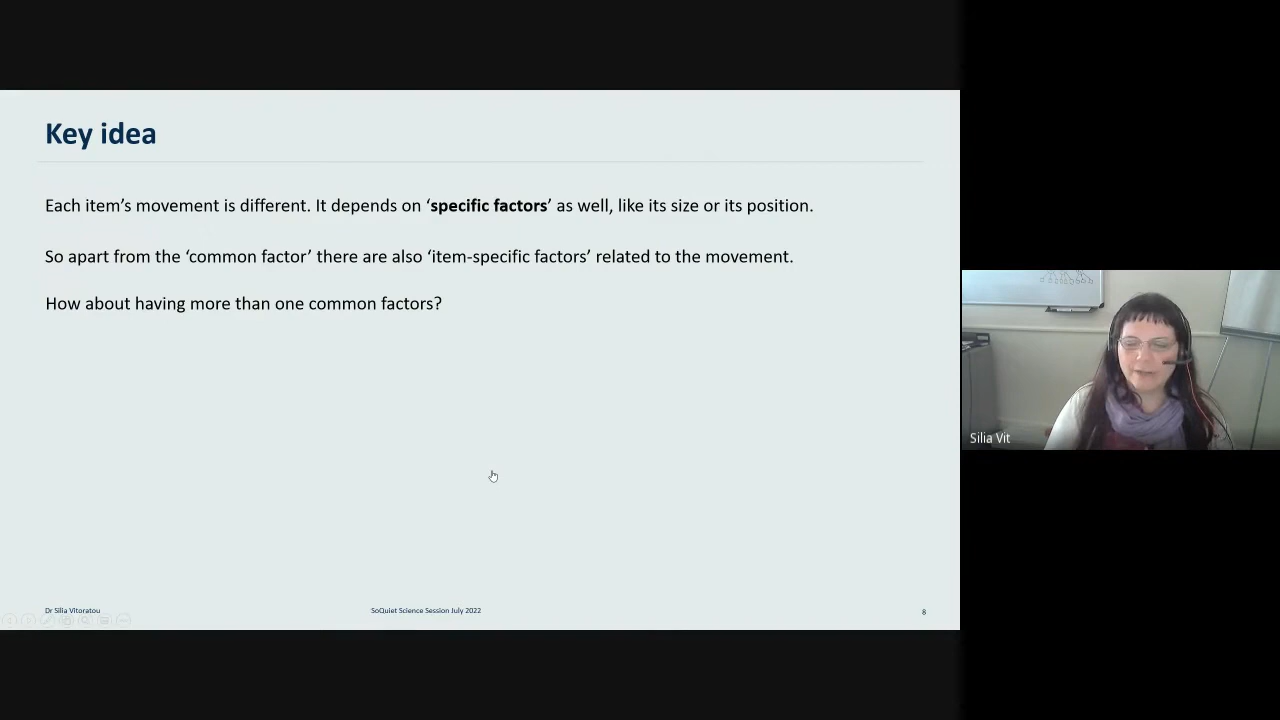 Key idea
Each item’s movement is different. It depends on ‘specific factors’ as well, like its size or its position.
So apart from the ‘common factor’ there are also ‘item-specific factors’ related to the movement.
How about having more than one common factors?
Silia Vit
Dr Silia Vitoratou
SoQuiet Science Session July 2022
8